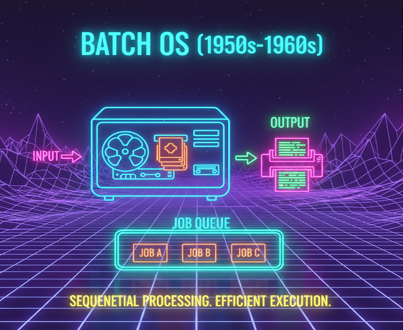 BATCH OS (1950s-1960s)
INPUT
OUTPUT
JOB QUEUE
JOB A
JOB B
JOB C
SEQUENETIAL PROCESSING. EFFICIENT EXECUTION.